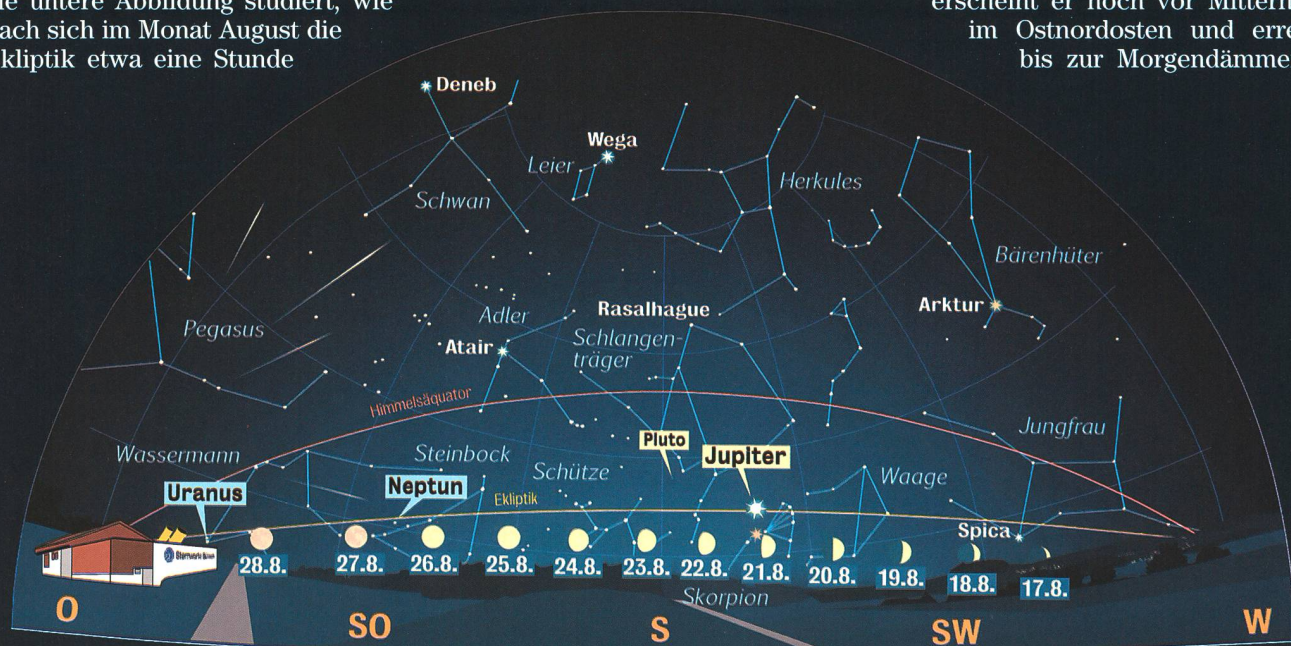 ie untere Abbildung studiert, wie
ach sich im Monat August die
kliptik etwa eine Stunde
erscheint er noch vor Mittern
im Ostnordosten und erre
bis zur Morgendämme
Deneb
Wega
Leier
Schwan
Herkules
Bärenhüter
Pegasus
Adler
Rasalhague
Arktur
Atair
Schlangen-
träger
Himmelsäquator
Pluto
Jupiter
Jungfrau
Wassermann
Steinbock
Schütze
Waage
Uranus
Neptun
Ekliptik
Spica
Sternwarte Bülach
28.8.
27.8.
26.8.
25.8.
24.8.
23.8.
22.8.
21.8.
20.8.
19.8.
18.8.
17.8.
Skorpion
O
SO
S
SW
W